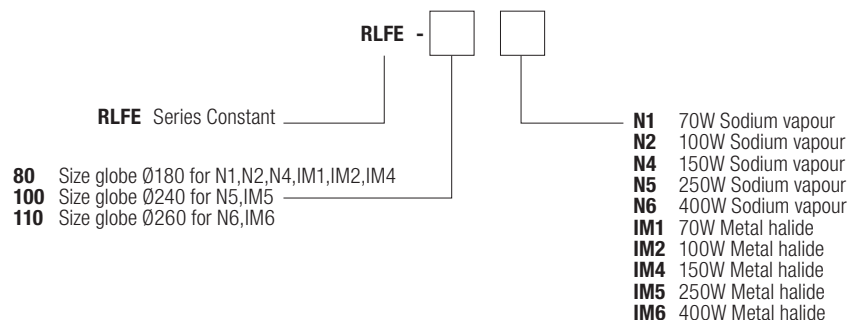 RLFE -
RLFE Series Constant
80 Size globe Ø180 for N1,N2,N4,IM1,IM2,IM4
100 Size globe Ø240 for N5,IM5
110 Size globe Ø260 for N6,IM6
N1 70W Sodium vapour
N2 100W Sodium vapour
N4 150W Sodium vapour
N5 250W Sodium vapour
N6 400W Sodium vapour
IM1 70W Metal halide
IM2 100W Metal halide
IM4 150W Metal halide
IM5 250W Metal halide
IM6 400W Metal halide